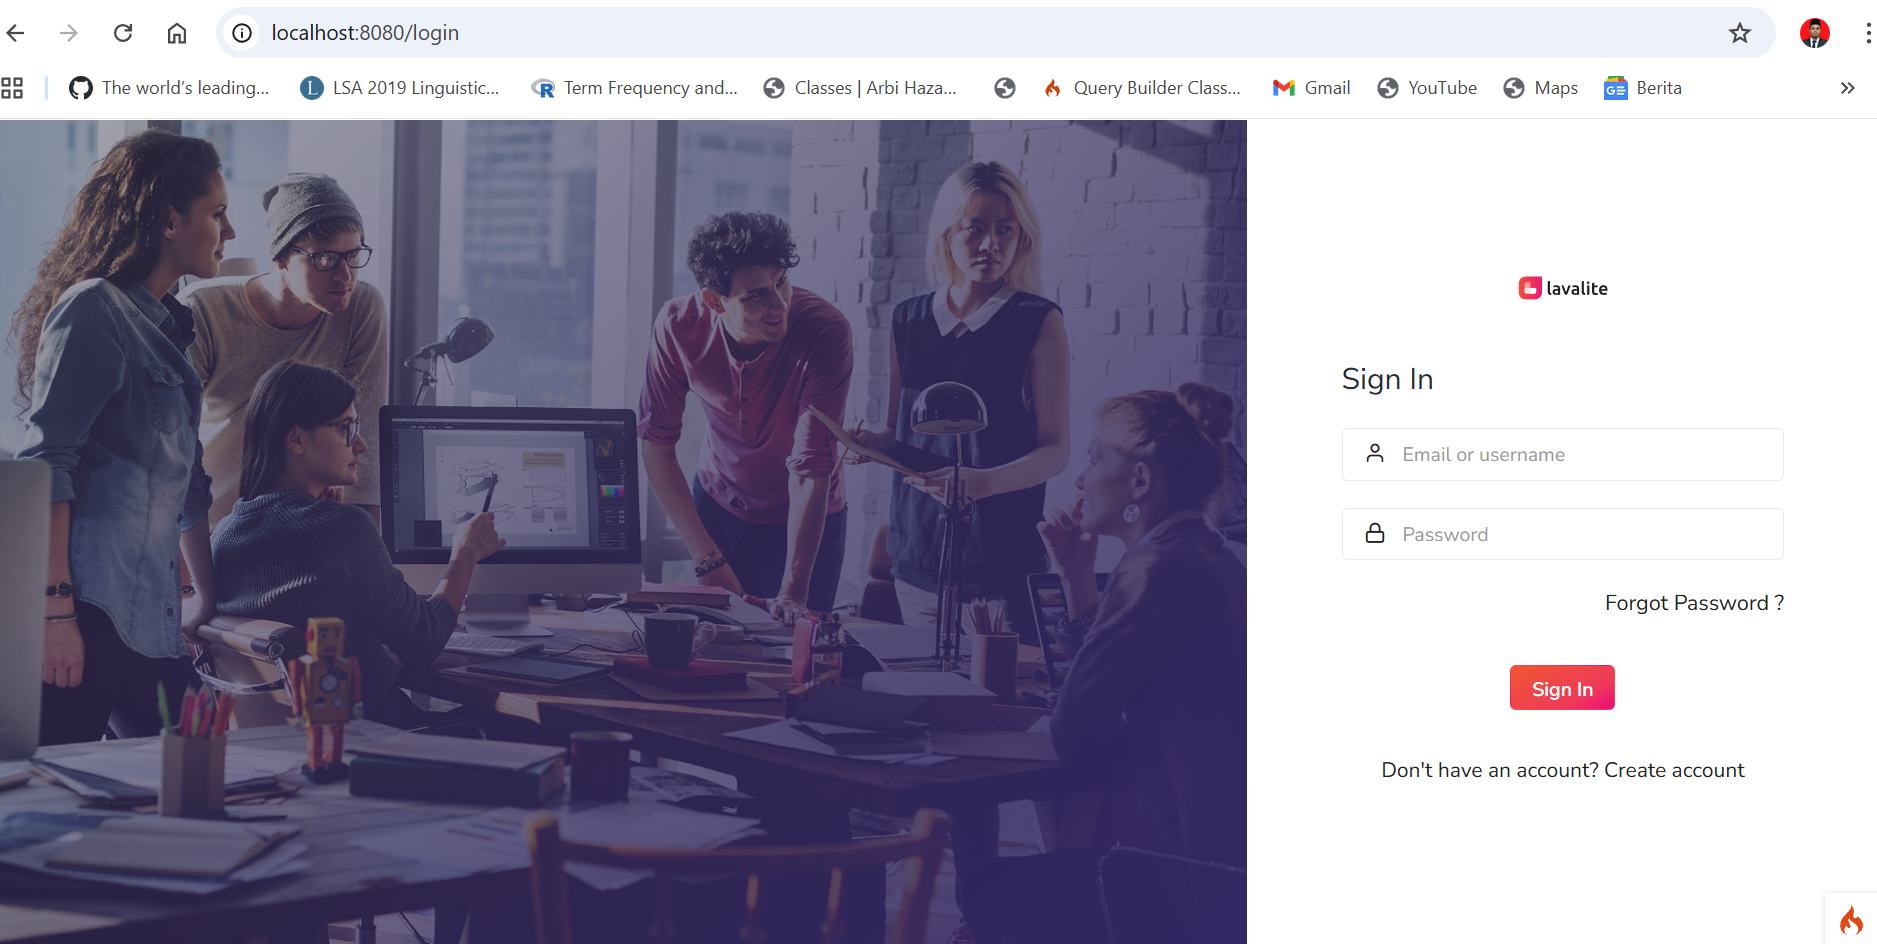 localhost:8080/login
The world's leading...
LSA 2019 Linguistic...
Term Frequency and...
Classes | Arbi Haza...
Query Builder Class...
Gmail
YouTube
Maps
Berita
lavalite
Sign In
Email or username
Password
Forgot Password ?
Sign In
Don't have an account? Create account